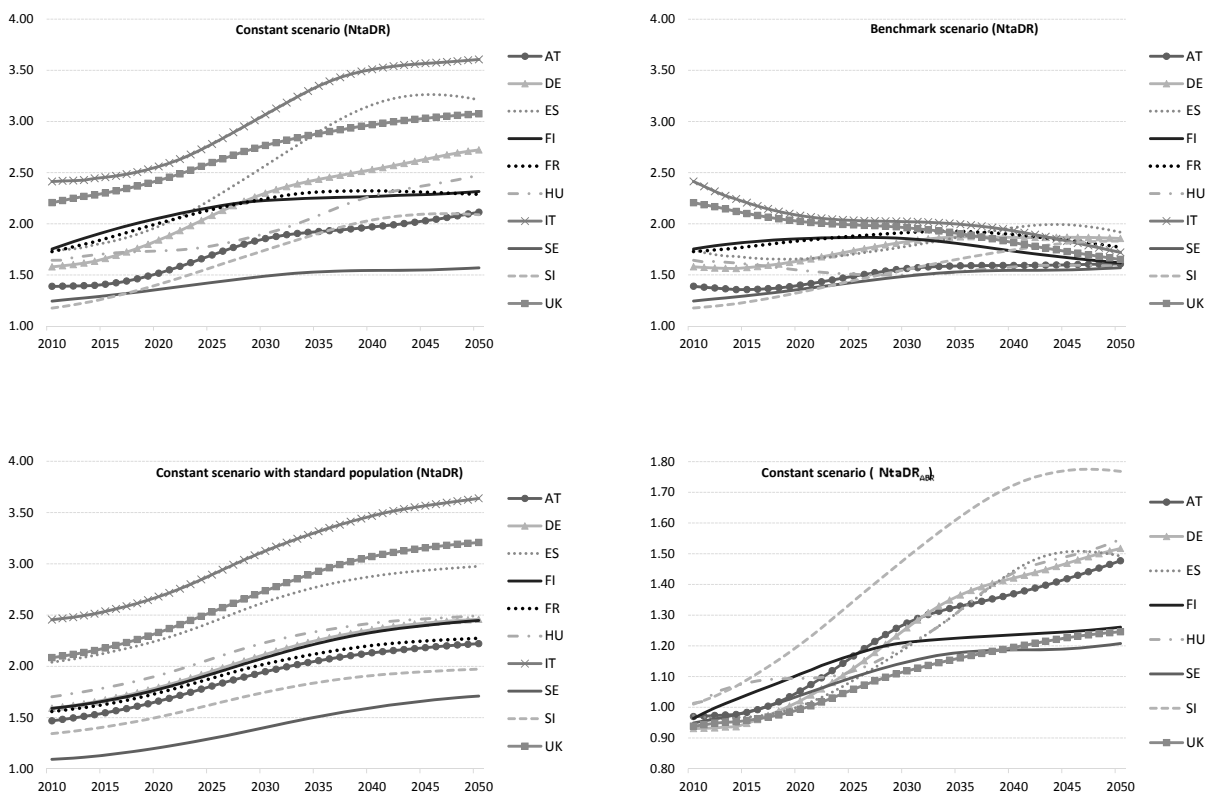 Constant scenario (NtaDR)
4.00
3.50
3.00
2.50
2.00
1.50
1.00
2010 2015 2020 2025 2030 2035 2040 2045 2050
AT
DE
ES
FI
FR
HU
IT
SE
SI
UK
Benchmark scenario (NtaDR)
4.00
3.50
3.00
2.50
2.00
1.50
1.00
2010 2015 2020 2025 2030 2035 2040 2045 2050
AT
DE
ES
FI
FR
HU
IT
SE
SI
UK
Constant scenario with standard population (NtaDR)
4.00
3.50
3.00
2.50
2.00
1.50
1.00
2010 2015 2020 2025 2030 2035 2040 2045 2050
AT
DE
ES
FI
FR
HU
IT
SE
SI
UK
Constant scenario ( NtaDR)
1.80
1.70
1.60
1.50
1.40
1.30
1.20
1.10
1.00
0.90
0.80
2010 2015 2020 2025 2030 2035 2040 2045 2050
AT
DE
ES
FI
HU
SE
SI
UK